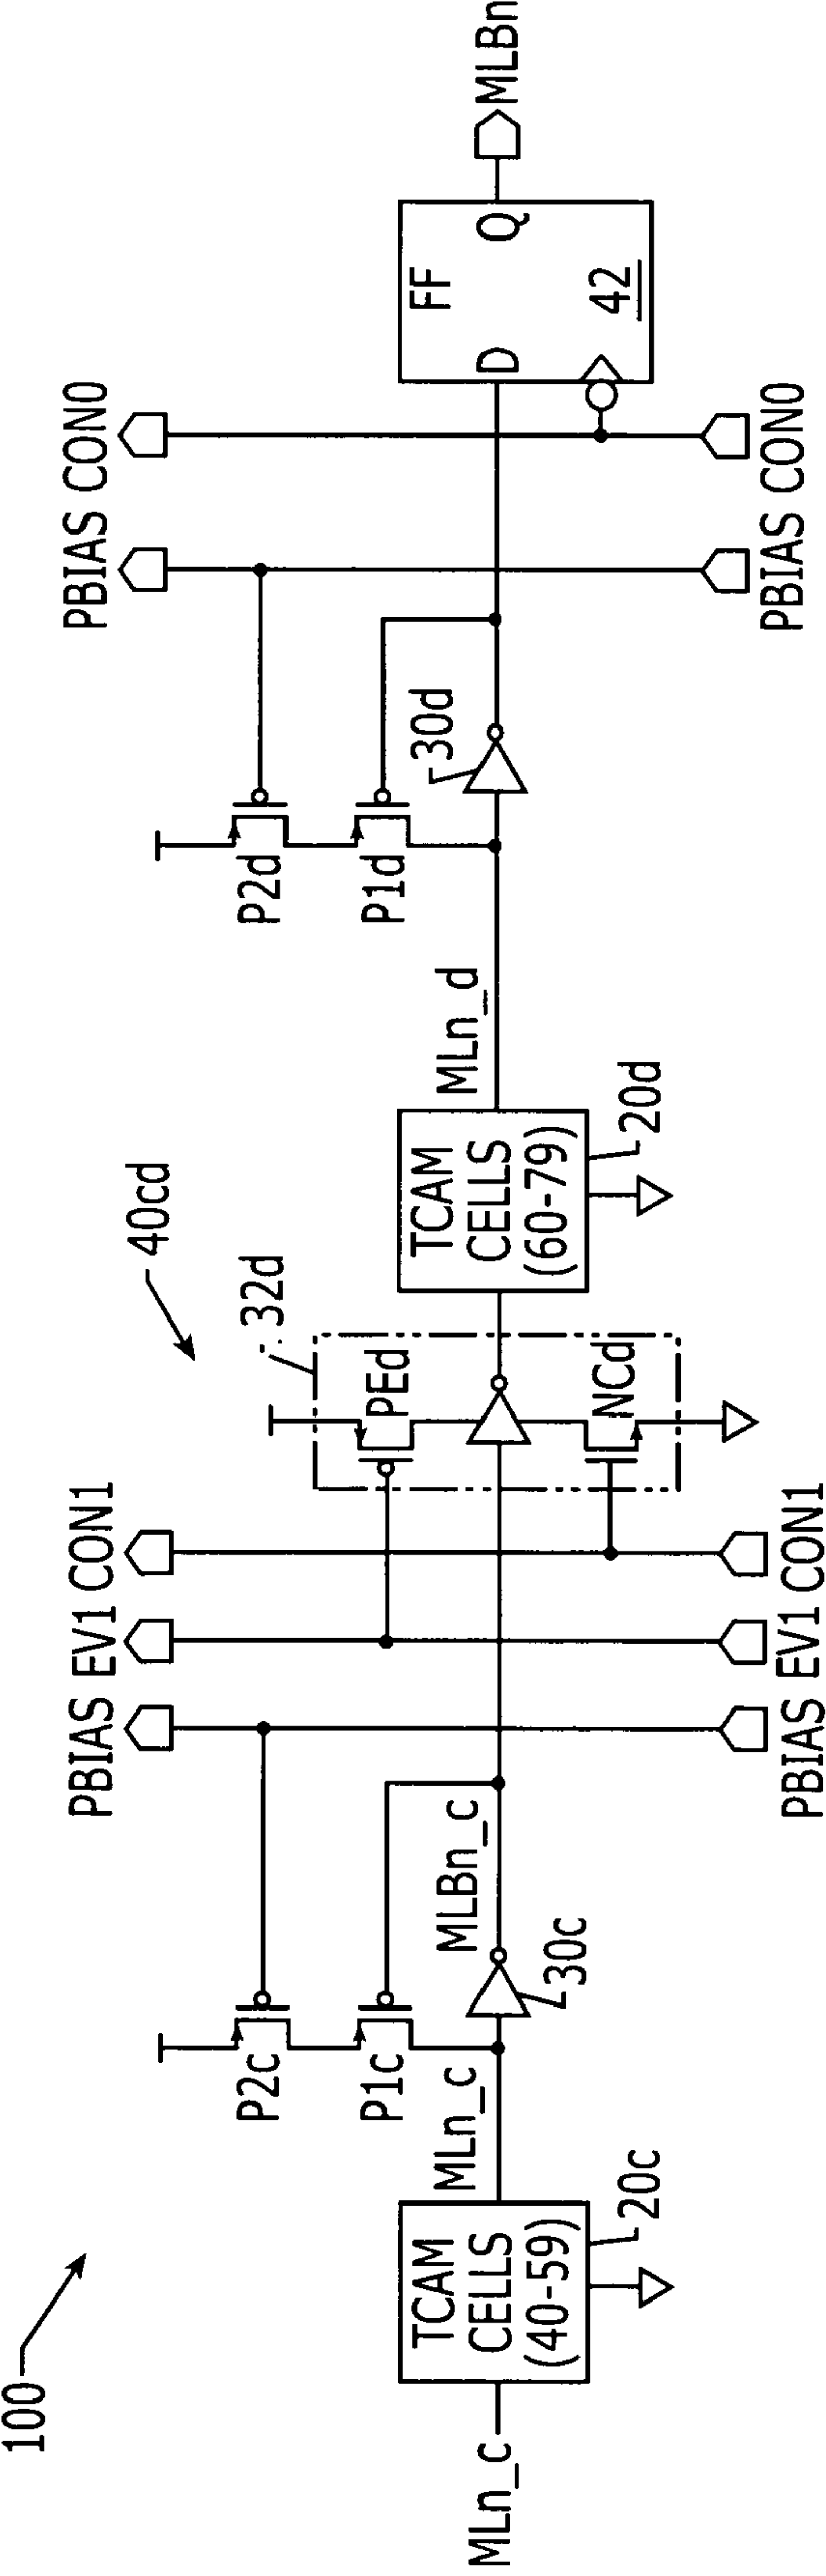 100
MLn_c
TCAM
CELLS
(40-59)
20c
MLn_c
P2c
P1c
30c
MLBn_c
PBIAS
EV1
CON1
PBIAS
EV1
CON1
40cd
32d
PEd
NCd
TCAM
CELLS
(60-79)
20d
MLn_d
P2d
P1d
30d
PBIAS
CON0
PBIAS
CON0
FF
D
Q
42
MLBn